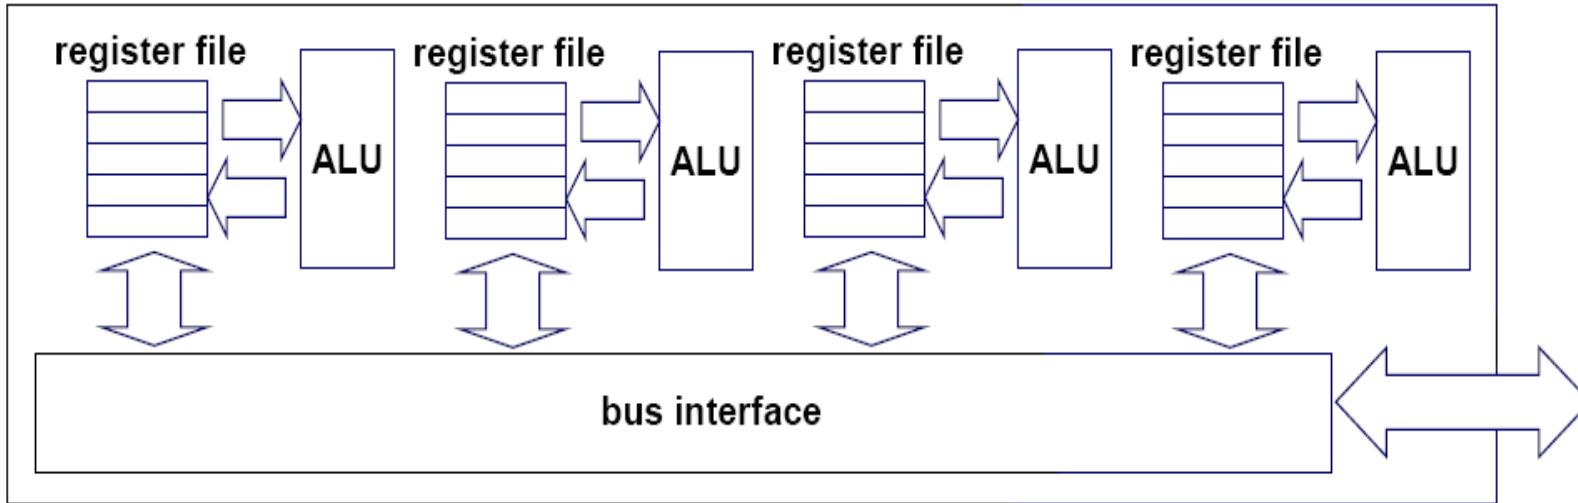 register file
register file
register file
register file
ALU
ALU
ALU
ALU
bus interface